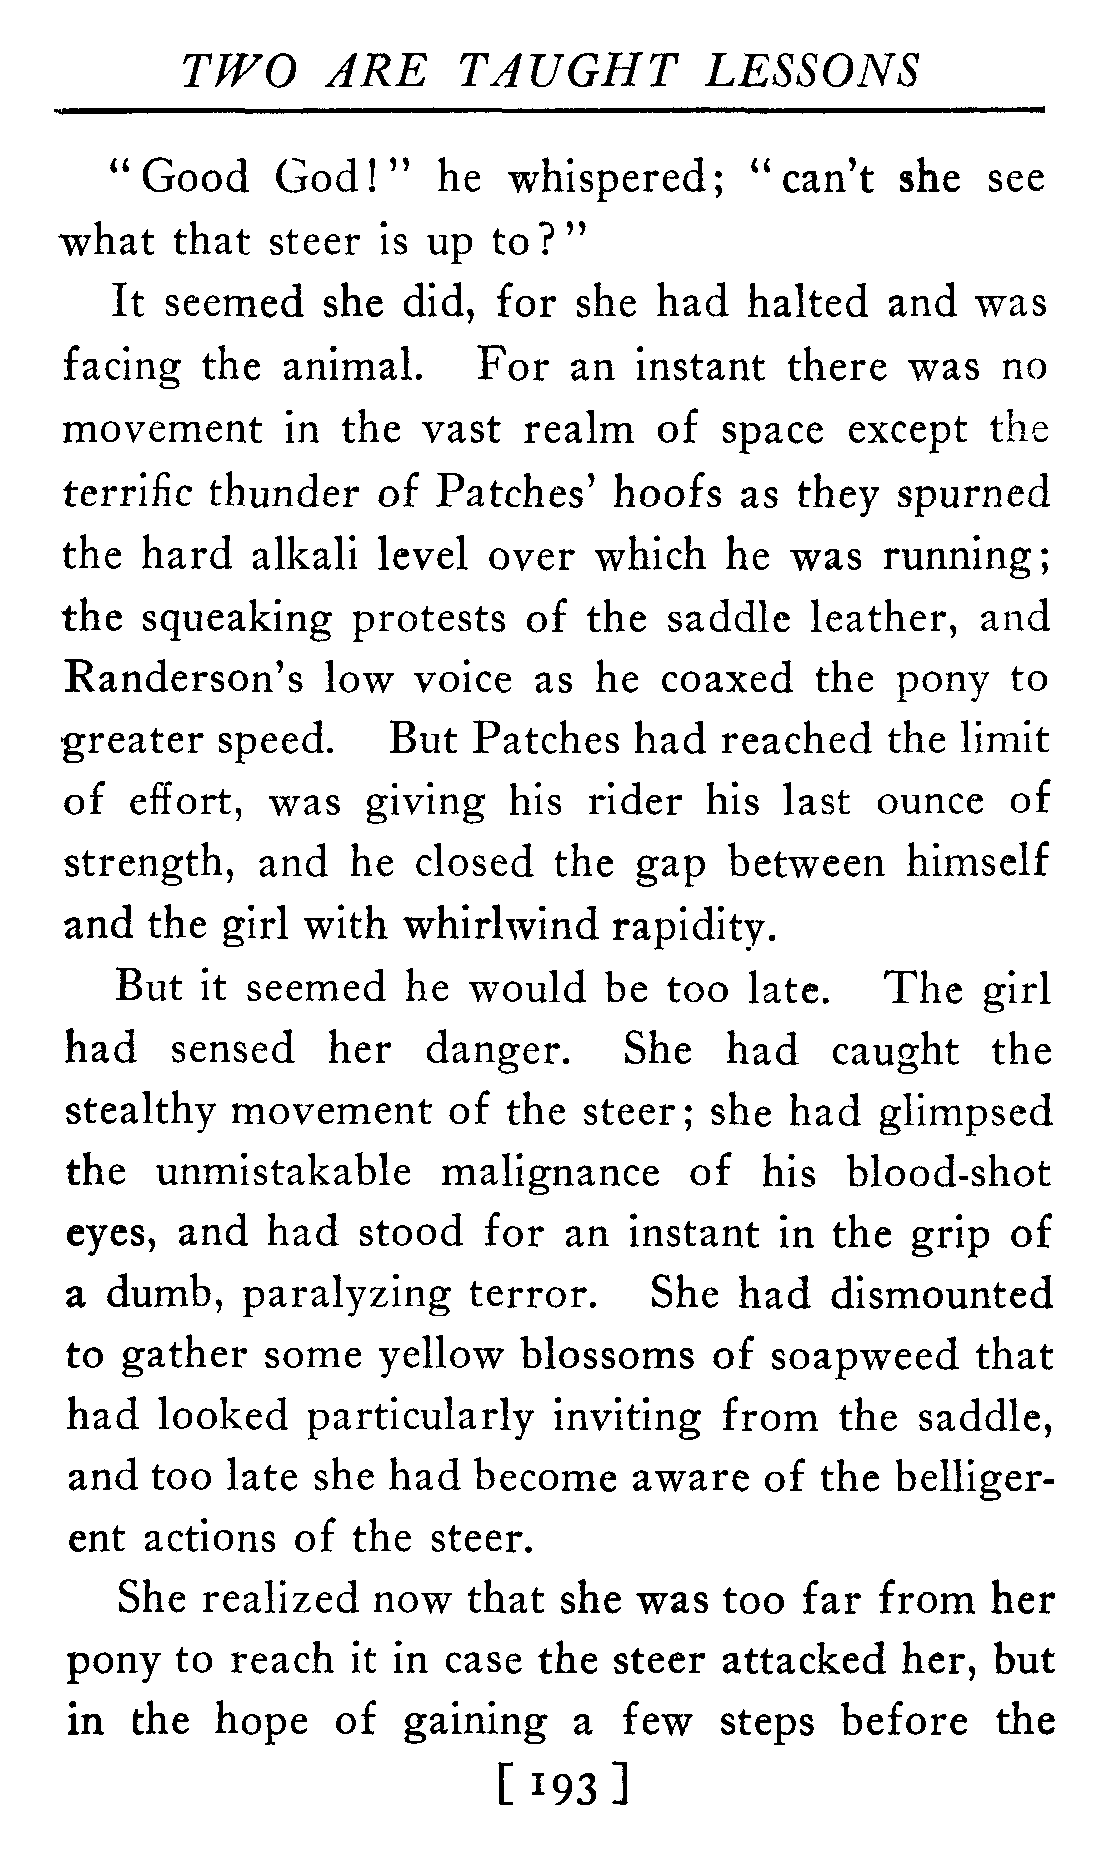 TWO ARE TAUGHT LESSONS
"Good God!" he whispered; "can't she see
what that steer is up to?"
It seemed she did, for she had halted and was
facing the animal. For an instant there was no
movement in the vast realm of space except the
terrific thunder of Patches' hoofs as they spurned
the hard alkali level over which he was running;
the squeaking protests of the saddle leather, and
Randerson's low voice as he coaxed the pony to
greater speed. But Patches had reached the limit
of effort, was giving his rider his last ounce of
strength, and he closed the gap between himself
and the girl with whirlwind rapidity.
But it seemed he would be too late. The girl
had sensed her danger. She had caught the
stealthy movement of the steer; she had glimpsed
the unmistakable malignance of his blood-shot
eyes, and had stood for an instant in the grip of
a dumb, paralyzing terror. She had dismounted
to gather some yellow blossoms of soapweed that
had looked particularly inviting from the saddle,
and too late she had become aware of the belliger-
ent actions of the steer.
She realized now that she was too far from her
pony to reach it in case the steer attacked her, but
in the hope of gaining a few steps before the
[ 193 ]